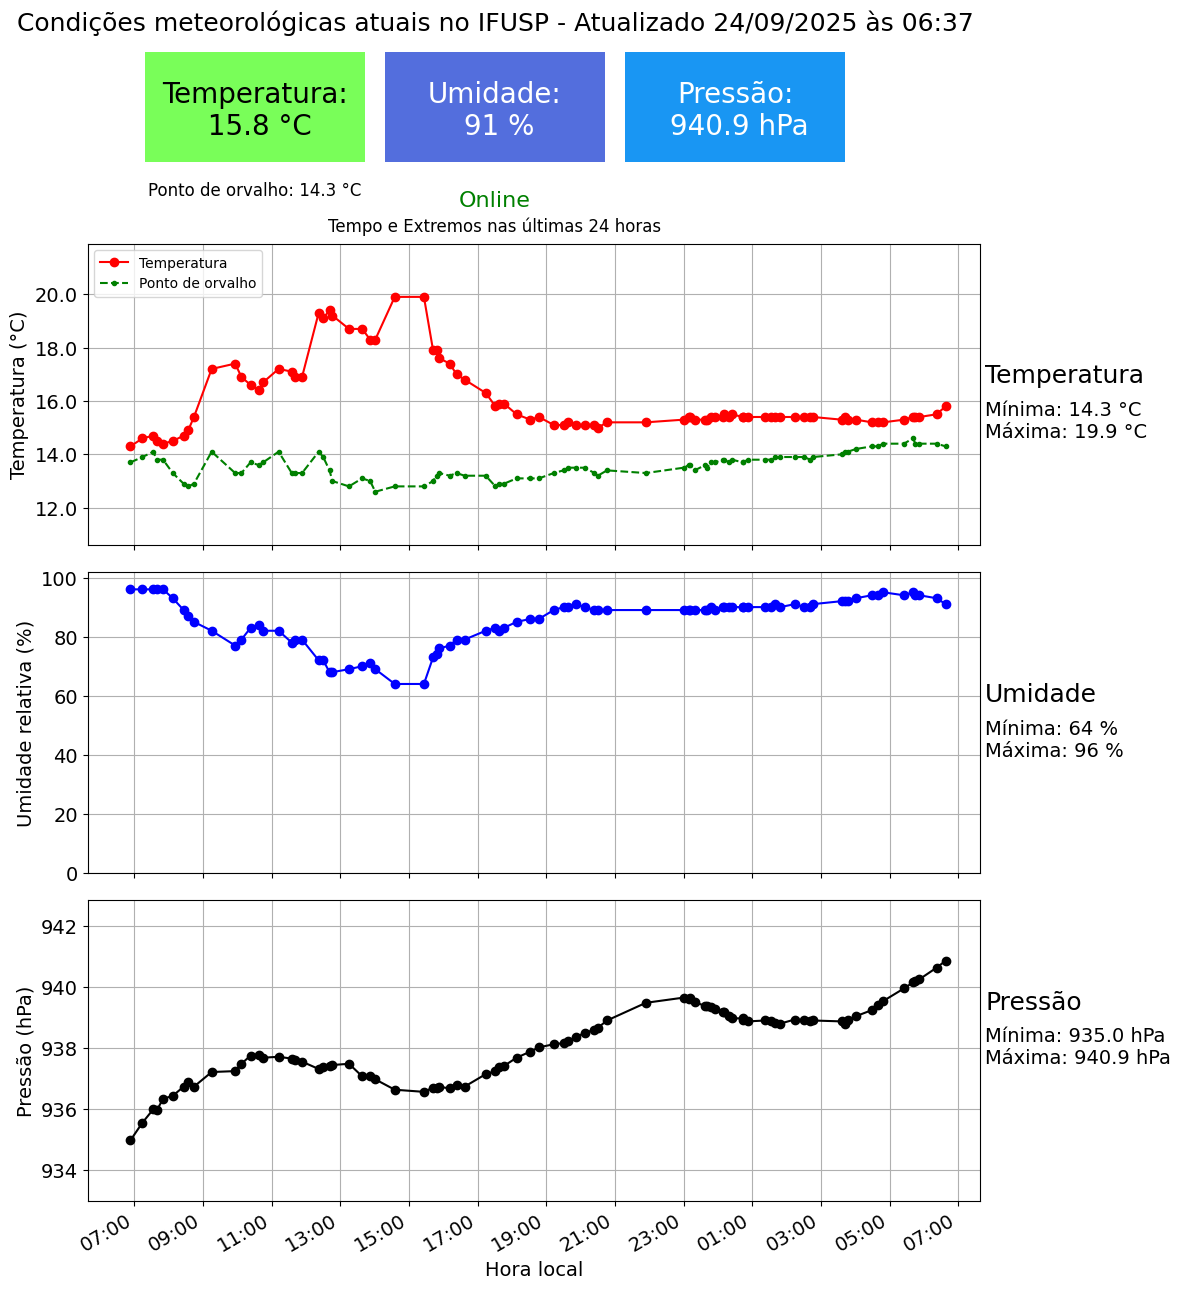 Condições meteorológicas atuais no IFUSP - Atualizado 24/09/2025 às 06:37
Temperatura:
15.8 °C
Umidade:
91 %
Pressão:
940.9 hPa
Ponto de orvalho: 14.3 °C
Online
Tempo e Extremos nas últimas 24 horas
Temperatura
Ponto de orvalho
Temperatura (°C)
20.0
18.0
16.0
14.0
12.0
Temperatura
Mínima: 14.3 °C
Máxima: 19.9 °C
Umidade relativa (%)
100
80
60
40
20
0
Umidade
Mínima: 64 %
Máxima: 96 %
Pressão (hPa)
942
940
938
936
934
Pressão
Mínima: 935.0 hPa
Máxima: 940.9 hPa
07:00
09:00
11:00
13:00
15:00
17:00
19:00
21:00
23:00
01:00
03:00
05:00
07:00
Hora local